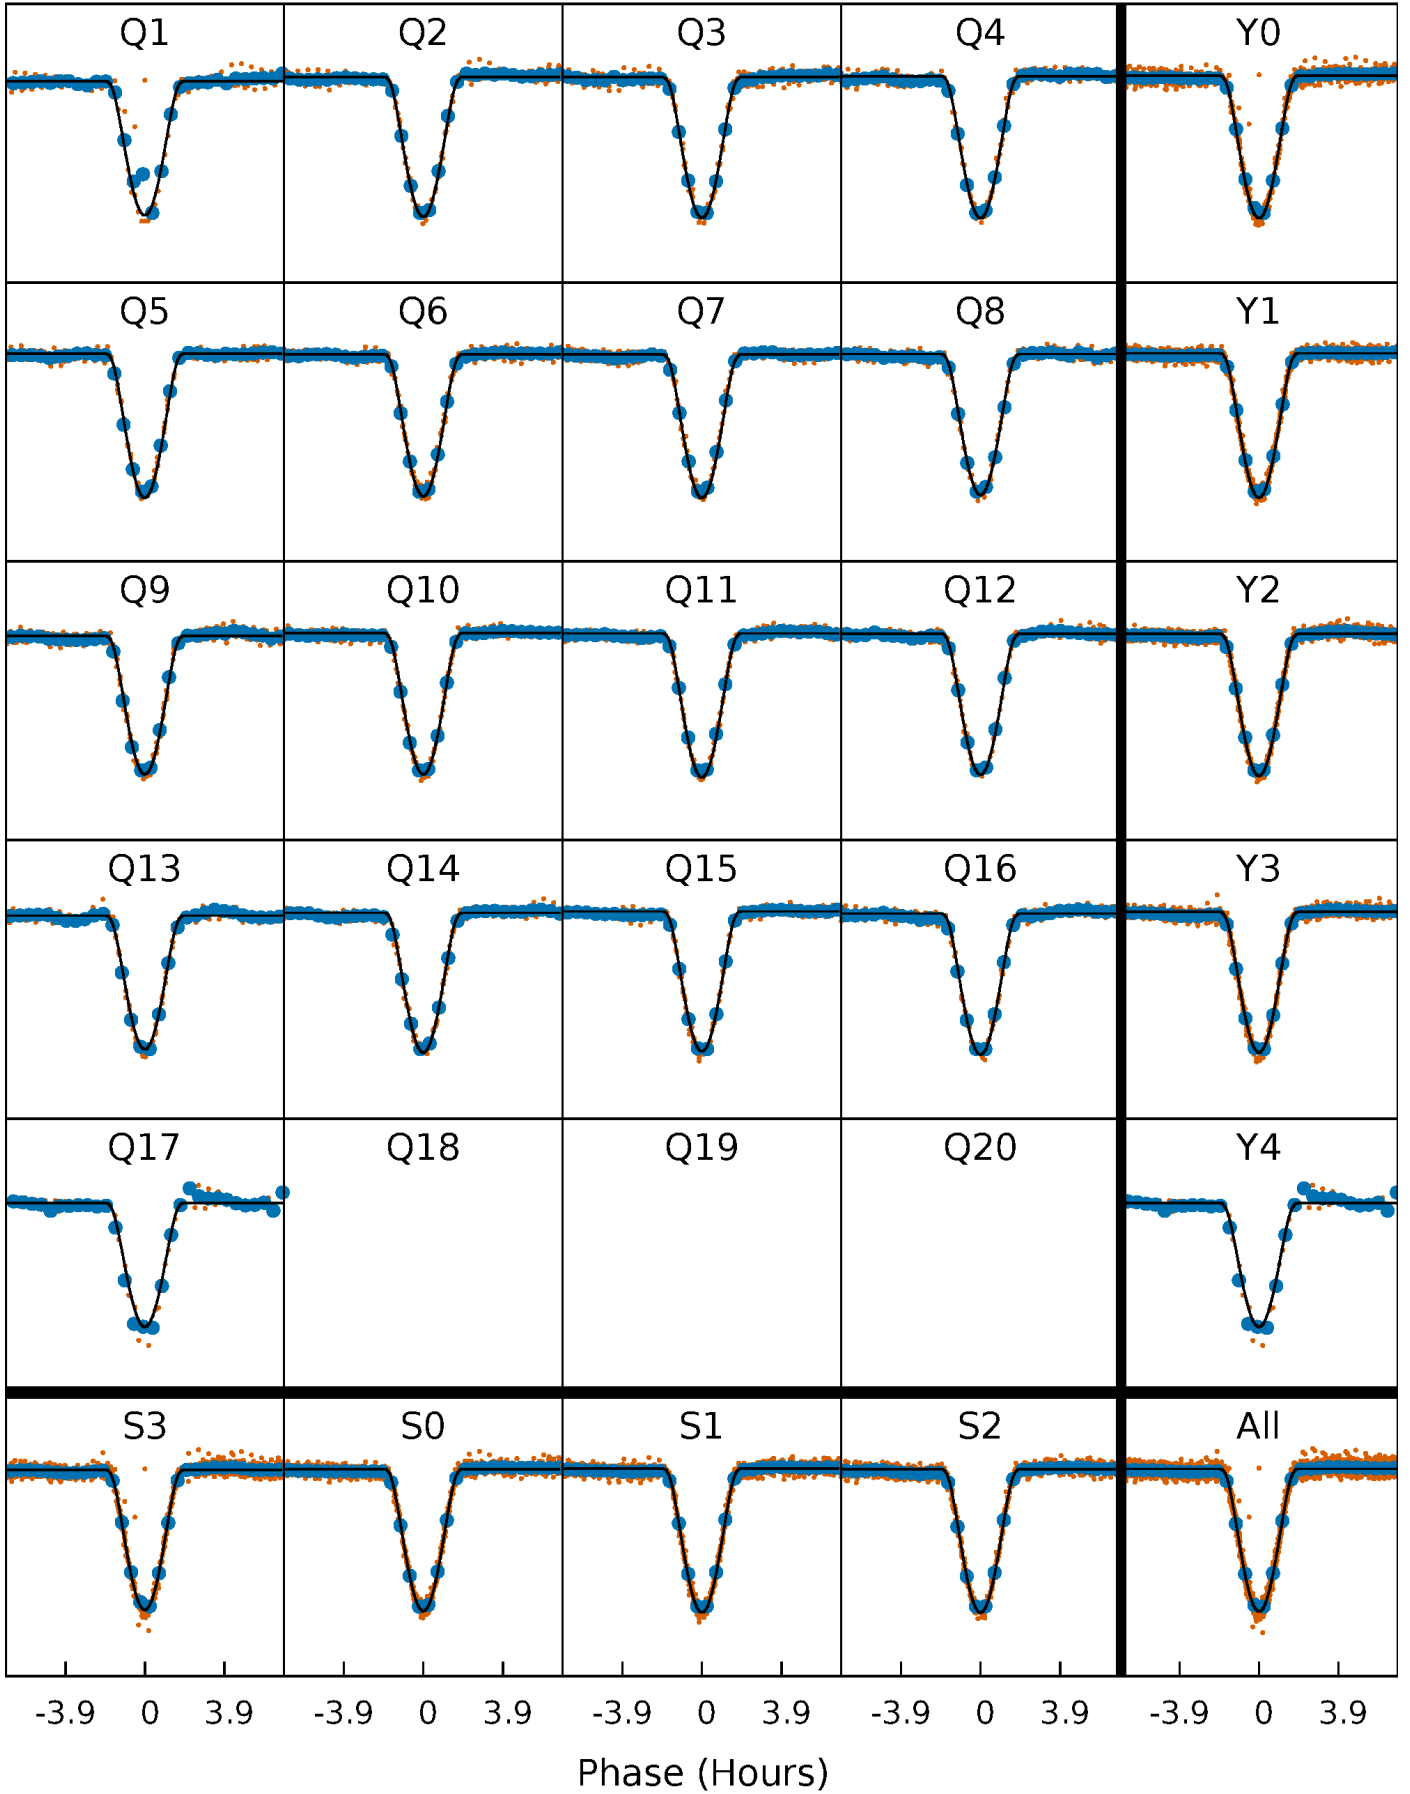 Q1 Q2 Q3 Q4 Y0
Q5 Q6 Q7 Q8 Y1
Q9 Q10 Q11 Q12 Y2
Q13 Q14 Q15 Q16 Y3
Q17 Q18 Q19 Q20 Y4
S3 S0 S1 S2 All
-3.9 0 3.9 -3.9 0 3.9 -3.9 0 3.9 -3.9 0 3.9 -3.9 0 3.9
Phase (Hours)